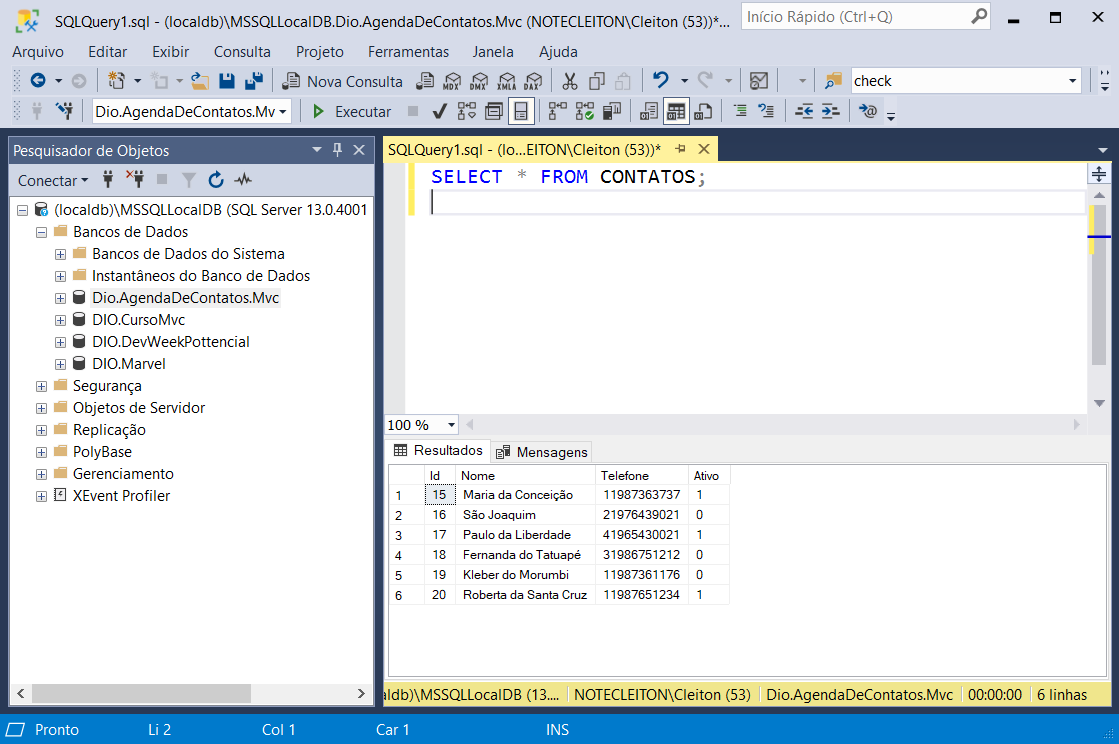 SQLQuery1.sql - (localdb)\MSSQLLocalDB.Dio.AgendaDeContatos.Mvc (NOTECLEITON\Cleiton (53))*...
Início Rápido (Ctrl+Q)
Arquivo Editar Exibir Consulta Projeto Ferramentas Janela Ajuda
Nova Consulta MDX DMX XMLA DAX check
Dio.AgendaDeContatos.Mv Executar
Pesquisador de Objetos
Conectar
(localdb)\MSSQLLocalDB (SQL Server 13.0.4001
Bancos de Dados
Bancos de Dados do Sistema
Instantâneos do Banco de Dados
Dio.AgendaDeContatos.Mvc
DIO.CursoMvc
DIO.DevWeekPottencial
DIO.Marvel
Segurança
Objetos de Servidor
Replicação
PolyBase
Gerenciamento
XEvent Profiler
SQLQuery1.sql - (lo...EITON\Cleiton (53))*
SELECT * FROM CONTATOS;
100 %
Resultados Mensagens
Id Nome Telefone Ativo
1 15 Maria da Conceição 11987363737 1
2 16 São Joaquim 21976439021 0
3 17 Paulo da Liberdade 41965430021 1
4 18 Fernanda do Tatuapé 31986751212 0
5 19 Kleber do Morumbi 11987361176 0
6 20 Roberta da Santa Cruz 11987651234 1
aldb)\MSSQLLocalDB (13.... NOTECLEITON\Cleiton (53) Dio.AgendaDeContatos.Mvc 00:00:00 6 linhas
Pronto Li 2 Col 1 Car 1 INS